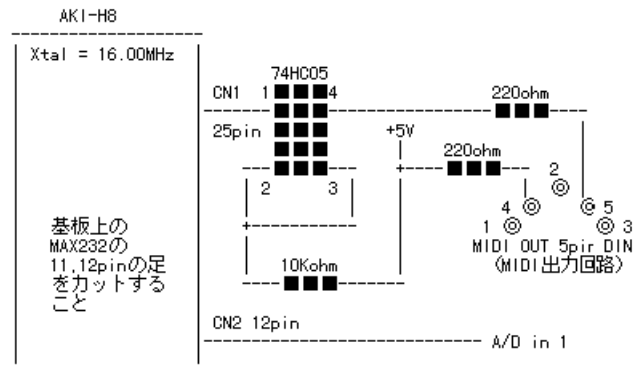 AKI-H8
Xtal = 16.00MHz
74HC05
CN1 1 4
220ohm
25pin
+5V
220ohm
2 3
2
4 5
1 3
MIDI OUT 5pir DIN
(MIDI出力回路)
基板上の
MAX232の
11,12pinの足
をカットする
こと
10Kohm
CN2 12pin
A/D in 1